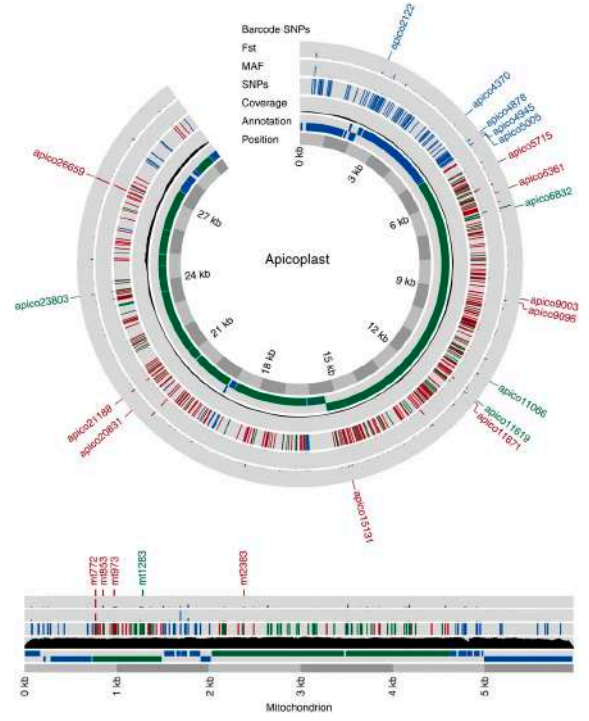 Barcode SNPs
Fst
MAF
SNPs
Coverage
Annotation
Position
apico2122
apico4370
apico4878
apico4945
apico5005
apico5715
apico6361
apico6832
apico9003
apico9096
apico11066
apico11619
apico11671
apico15131
apico20831
apico21188
apico23803
apico26659
0 kb
3 kb
6 kb
9 kb
12 kb
15 kb
18 kb
21 kb
24 kb
27 kb
Apicoplast
mt772
mt853
mt973
mt1283
mt2383
0 kb
1 kb
2 kb
3 kb
4 kb
5 kb
Mitochondrion